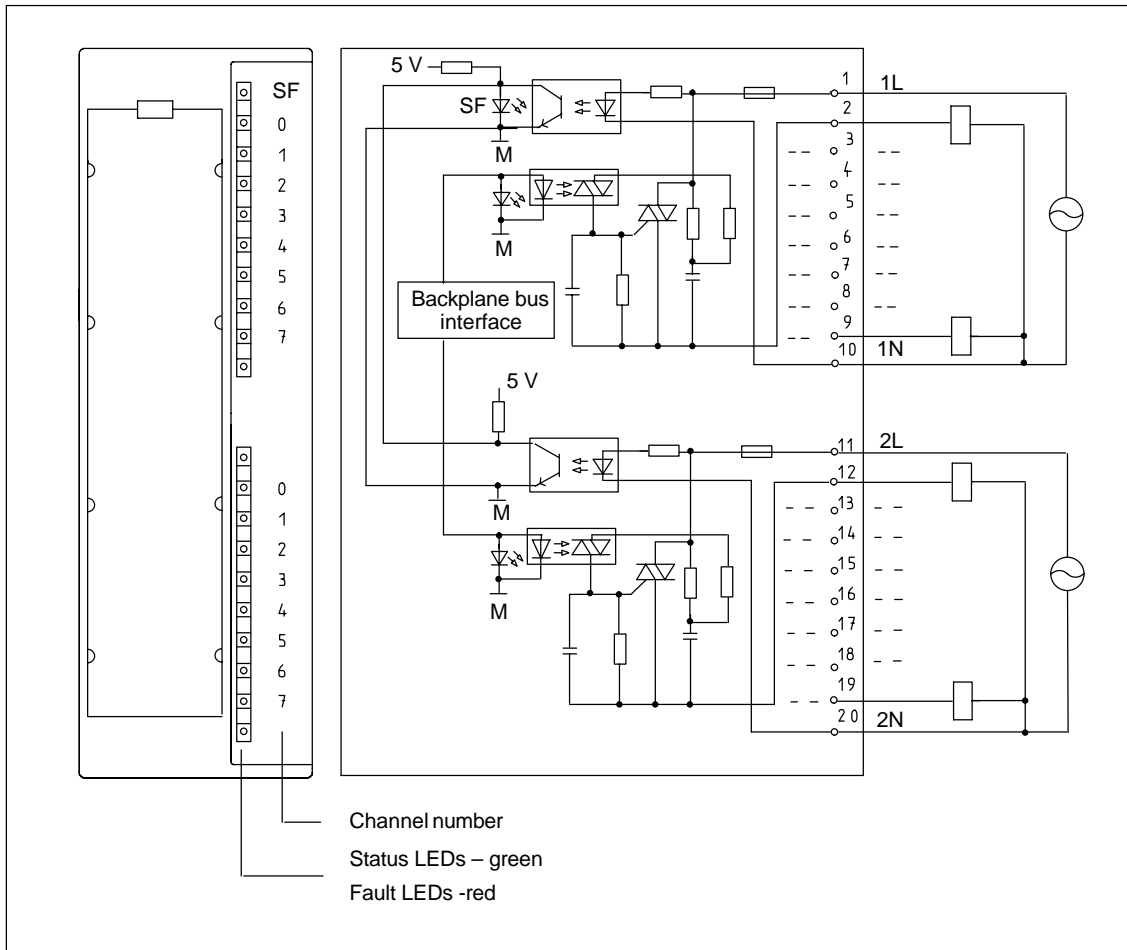 SF
0
1
2
3
4
5
6
7
0
1
2
3
4
5
6
7
5 V
SF
M
M
Backplane bus
interface
5 V
M
M
1 1L
2
3
4
5
6
7
8
9
10 1N
11 2L
12
13
14
15
16
17
18
19
20 2N
Channel number
Status LEDs – green
Fault LEDs -red